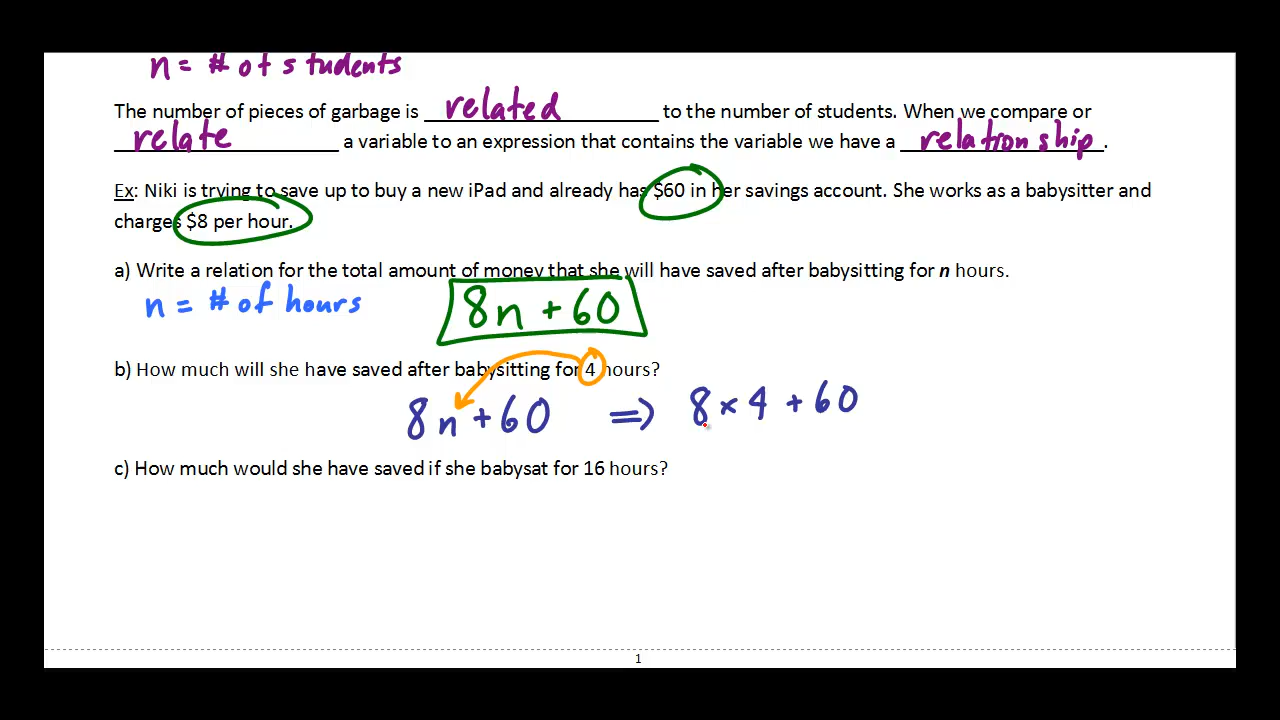 n = # of students
The number of pieces of garbage is related to the number of students. When we compare or
relate a variable to an expression that contains the variable we have a relationship.
Ex: Niki is trying to save up to buy a new iPad and already has $60 in her savings account. She works as a babysitter and
charges $8 per hour.
a) Write a relation for the total amount of money that she will have saved after babysitting for n hours.
n = # of hours 8n + 60
b) How much will she have saved after babysitting for 4 hours?
8n + 60 ⇒ 8 × 4 + 60
c) How much would she have saved if she babysat for 16 hours?
1